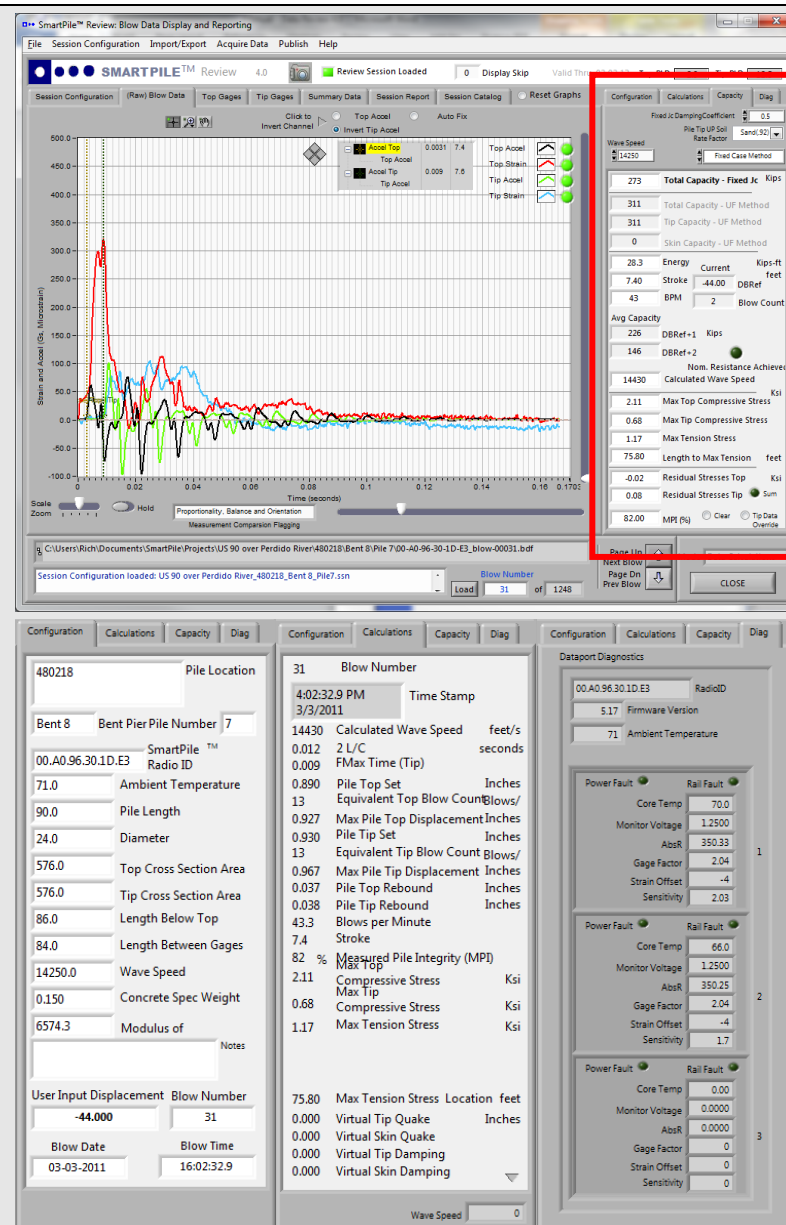 SmartPile™ Review: Blow Data Display and Reporting
File Session Configuration Import/Export Acquire Data Publish Help
SMARTPILE™ Review 4.0 Review Session Loaded 0 Display Skip Valid Thru
Session Configuration (Raw) Blow Data Top Gages Tip Gages Summary Data Session Report Session Catalog Reset Graphs
Click to Invert Channel Top Accel Auto Fix
Invert Tip Accel
Accel Top 0.0031 7.4
Top Accel
Accel Tip 0.009 7.6
Tip Accel
Top Accel
Top Strain
Tip Accel
Tip Strain
Strain and Accel (Gs, Microstrain)
500.0
450.0
400.0
350.0
300.0
250.0
200.0
150.0
100.0
50.0
0.0
-50.0
-100.0
Tip
0 0.02 0.04 0.06 0.08 0.1 0.12 0.14 0.16 0.1702
Time (seconds)
Scale
Zoom
Hold
Proportionality, Balance and Orientation
Measurement Comparsion Flagging
C:\Users\Rich\Documents\SmartPile\Projects\US 90 over Perdido River\480218\Bent 8\Pile 7\00-A0-96-30-1D-E3_blow-00031.bdf
Session Configuration loaded: US 90 over Perdido River_480218_Bent 8_Pile7.ssn
Load
Blow Number
31 of 1248
Page Up
Next Blow
Page Dn
Prev Blow
CLOSE
Configuration Calculations Capacity Diag
Fixed Jc DampingCoefficient 0.5
Pile Tip UP Soil Rate Factor Sand(.92)
Wave Speed
14250 Fixed Case Method
273 Total Capacity - Fixed Jc Kips
311 Total Capacity - UF Method
311 Tip Capacity - UF Method
0 Skin Capacity - UF Method
28.3 Energy Current Kips-ft
7.40 Stroke -44.00 DBRef feet
43 BPM 2 Blow Count
Avg Capacity
226 DBRef+1 Kips
146 DBRef+2
Nom. Resistance Achieved
14430 Calculated Wave Speed
Ksi
2.11 Max Top Compressive Stress
0.68 Max Tip Compressive Stress
1.17 Max Tension Stress
75.80 Length to Max Tension feet
-0.02 Residual Stresses Top Ksi
0.08 Residual Stresses Tip Sum
82.00 MPI (%) Clear Tip Data Override
Configuration Calculations Capacity Diag
480218 Pile Location
Bent 8 Bent Pier Pile Number 7
00.A0.96.30.1D.E3 SmartPile ™ Radio ID
71.0 Ambient Temperature
90.0 Pile Length
24.0 Diameter
576.0 Top Cross Section Area
576.0 Tip Cross Section Area
86.0 Length Below Top
84.0 Length Between Gages
14250.0 Wave Speed
0.150 Concrete Spec Weight
6574.3 Modulus of
Notes
User Input Displacement Blow Number
-44.000 31
Blow Date Blow Time
03-03-2011 16:02:32.9
Configuration Calculations Capacity Diag
31 Blow Number
4:02:32.9 PM
3/3/2011
Time Stamp
14430 Calculated Wave Speed feet/s
0.012 2 L/C seconds
0.009 FMax Time (Tip)
0.890 Pile Top Set Inches
13 Equivalent Top Blow Count Blows/
0.927 Max Pile Top Displacement Inches
0.930 Pile Tip Set Inches
13 Equivalent Tip Blow Count Blows/
0.967 Max Pile Tip Displacement Inches
0.037 Pile Top Rebound Inches
0.038 Pile Tip Rebound Inches
43.3 Blows per Minute
7.4 Stroke
82 % Measured Pile Integrity (MPI)
2.11 Max Top Compressive Stress Ksi
0.68 Max Tip Compressive Stress Ksi
1.17 Max Tension Stress Ksi
75.80 Max Tension Stress Location feet
0.000 Virtual Tip Quake Inches
0.000 Virtual Skin Quake
0.000 Virtual Tip Damping
0.000 Virtual Skin Damping
Wave Speed 0
Configuration Calculations Capacity Diag
Dataport Diagnostics
00.A0.96.30.1D.E3 RadioID
5.17 Firmware Version
71 Ambient Temperature
Power Fault Rail Fault
Core Temp 70.0
Monitor Voltage 1.2500
AbsR 350.33
1
Gage Factor 2.04
Strain Offset -4
Sensitivity 2.03
Power Fault Rail Fault
Core Temp 66.0
Monitor Voltage 1.2500
AbsR 350.25
2
Gage Factor 2.04
Strain Offset -4
Sensitivity 1.7
Power Fault Rail Fault
Core Temp 0.00
Monitor Voltage 0.0000
AbsR 0.0000
3
Gage Factor 0
Strain Offset 0
Sensitivity 0